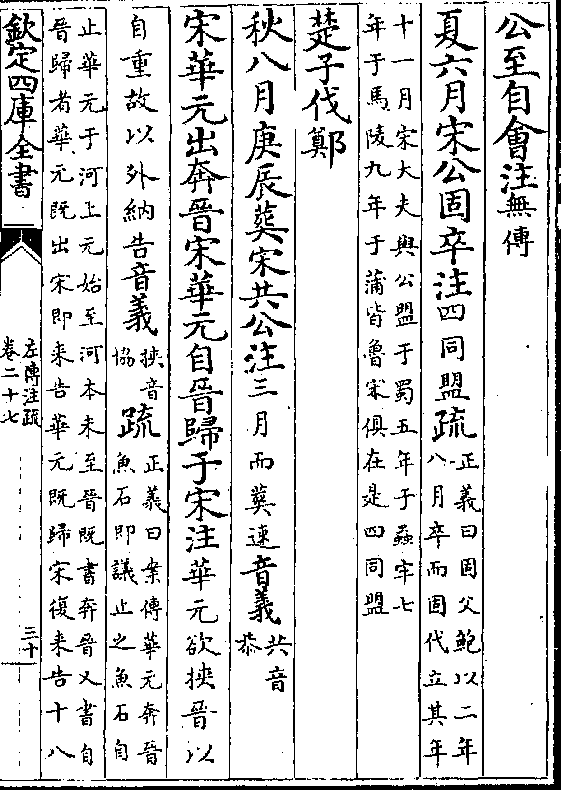 公至自會注無傳
夏六月宋公固卒注四同盟疏正義曰固父鮑以二年
八月卒而固代立其年
十一月宋大夫與公盟于蜀五年于蟲牢七
年于馬陵九年于蒲皆魯宋俱在是四同盟
楚子伐鄭
秋八月庚辰葬宋共公注三月而葬速音義共音
恭
宋華元出奔晉宋華元自晉歸于宋注華元欲挾晉以
自重故以外納告音義挾音
協疏正義曰案傳華元奔晉
魚石即議止之魚石自
止華元于河上元始至河本未至晉既書奔晉又書自
晉歸者華元既出宋即来告華元既歸宋復来告十八
欽定四庫全書
左傳注疏
卷二十七
三十